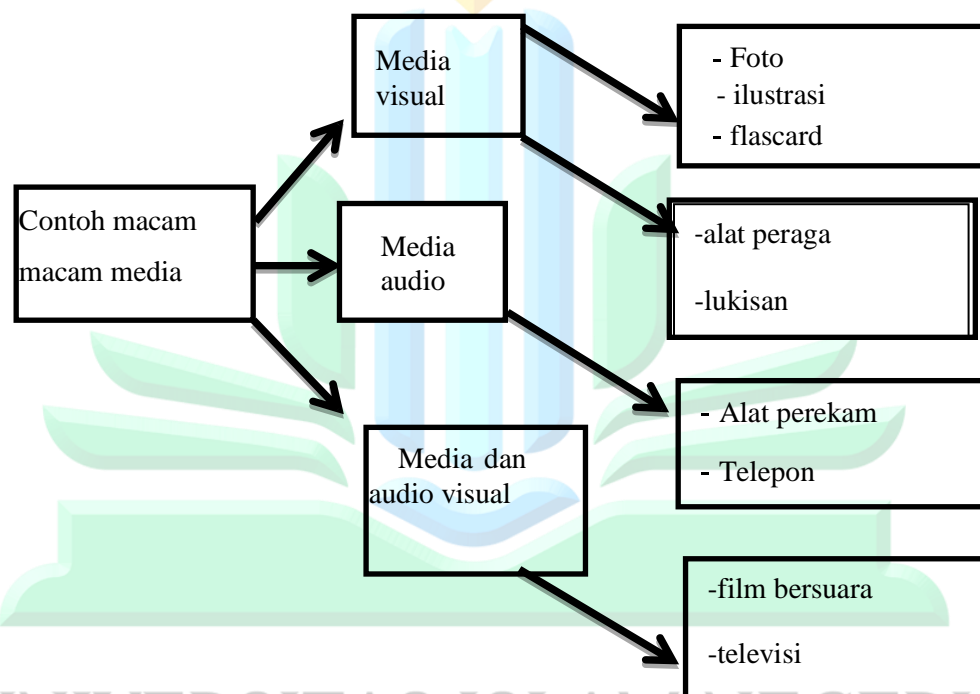 Media
visual
- Foto
- ilustrasi
- flascard
Contoh macam
macam media
Media
audio
-alat peraga
-lukisan
- Alat perekam
- Telepon
Media dan
audio visual
-film bersuara
-televisi